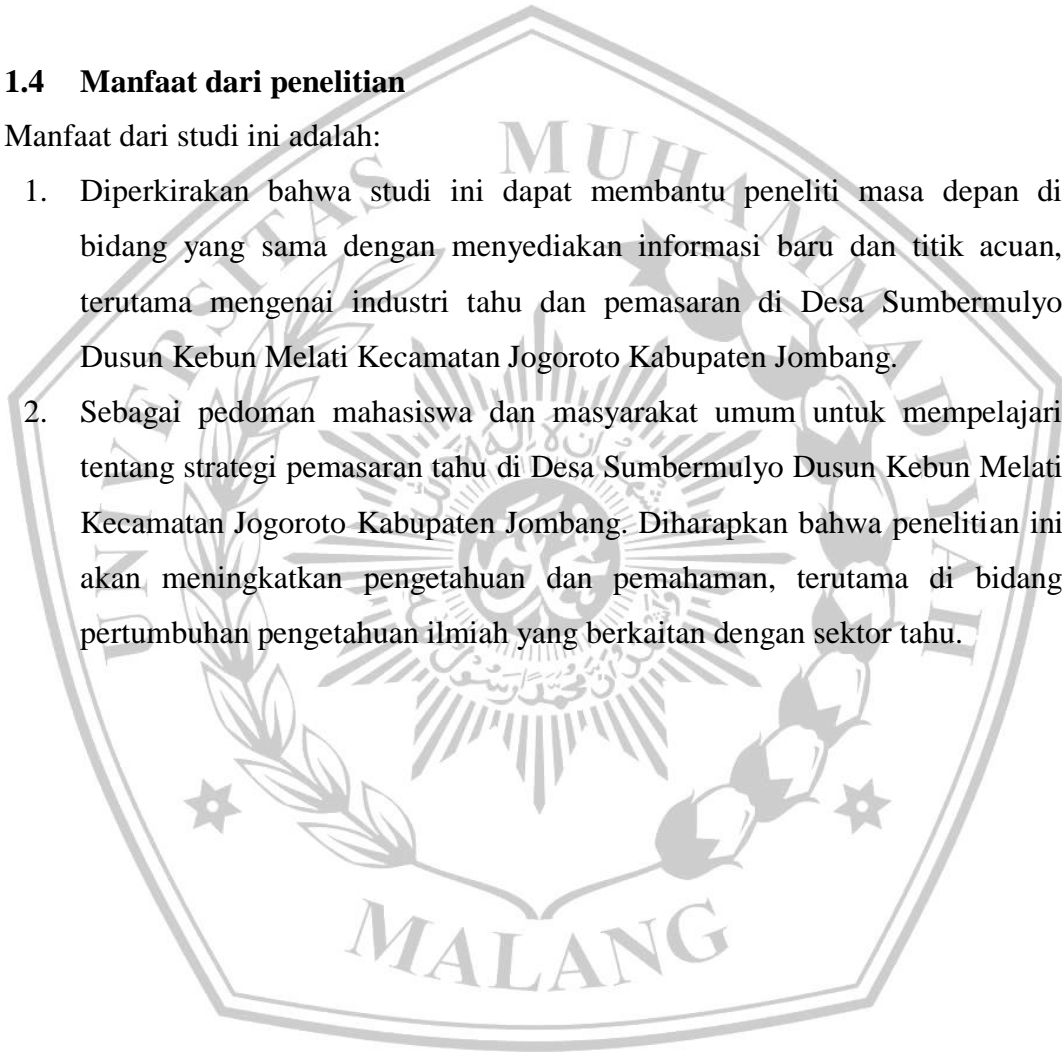 1.4 Manfaat dari penelitian
Manfaat dari studi ini adalah:
1. Diperkirakan bahwa studi ini dapat membantu peneliti masa depan di
bidang yang sama dengan menyediakan informasi baru dan titik acuan,
terutama mengenai industri tahu dan pemasaran di Desa Sumbermulyo
Dusun Kebun Melati Kecamatan Jogoroto Kabupaten Jombang.
2. Sebagai pedoman mahasiswa dan masyarakat umum untuk mempelajari
tentang strategi pemasaran tahu di Desa Sumbermulyo Dusun Kebun Melati
Kecamatan Jogoroto Kabupaten Jombang. Diharapkan bahwa penelitian ini
akan meningkatkan pengetahuan dan pemahaman, terutama di bidang
pertumbuhan pengetahuan ilmiah yang berkaitan dengan sektor tahu.
UNIVERSITAS MUHAMMADIYAH
MALANG